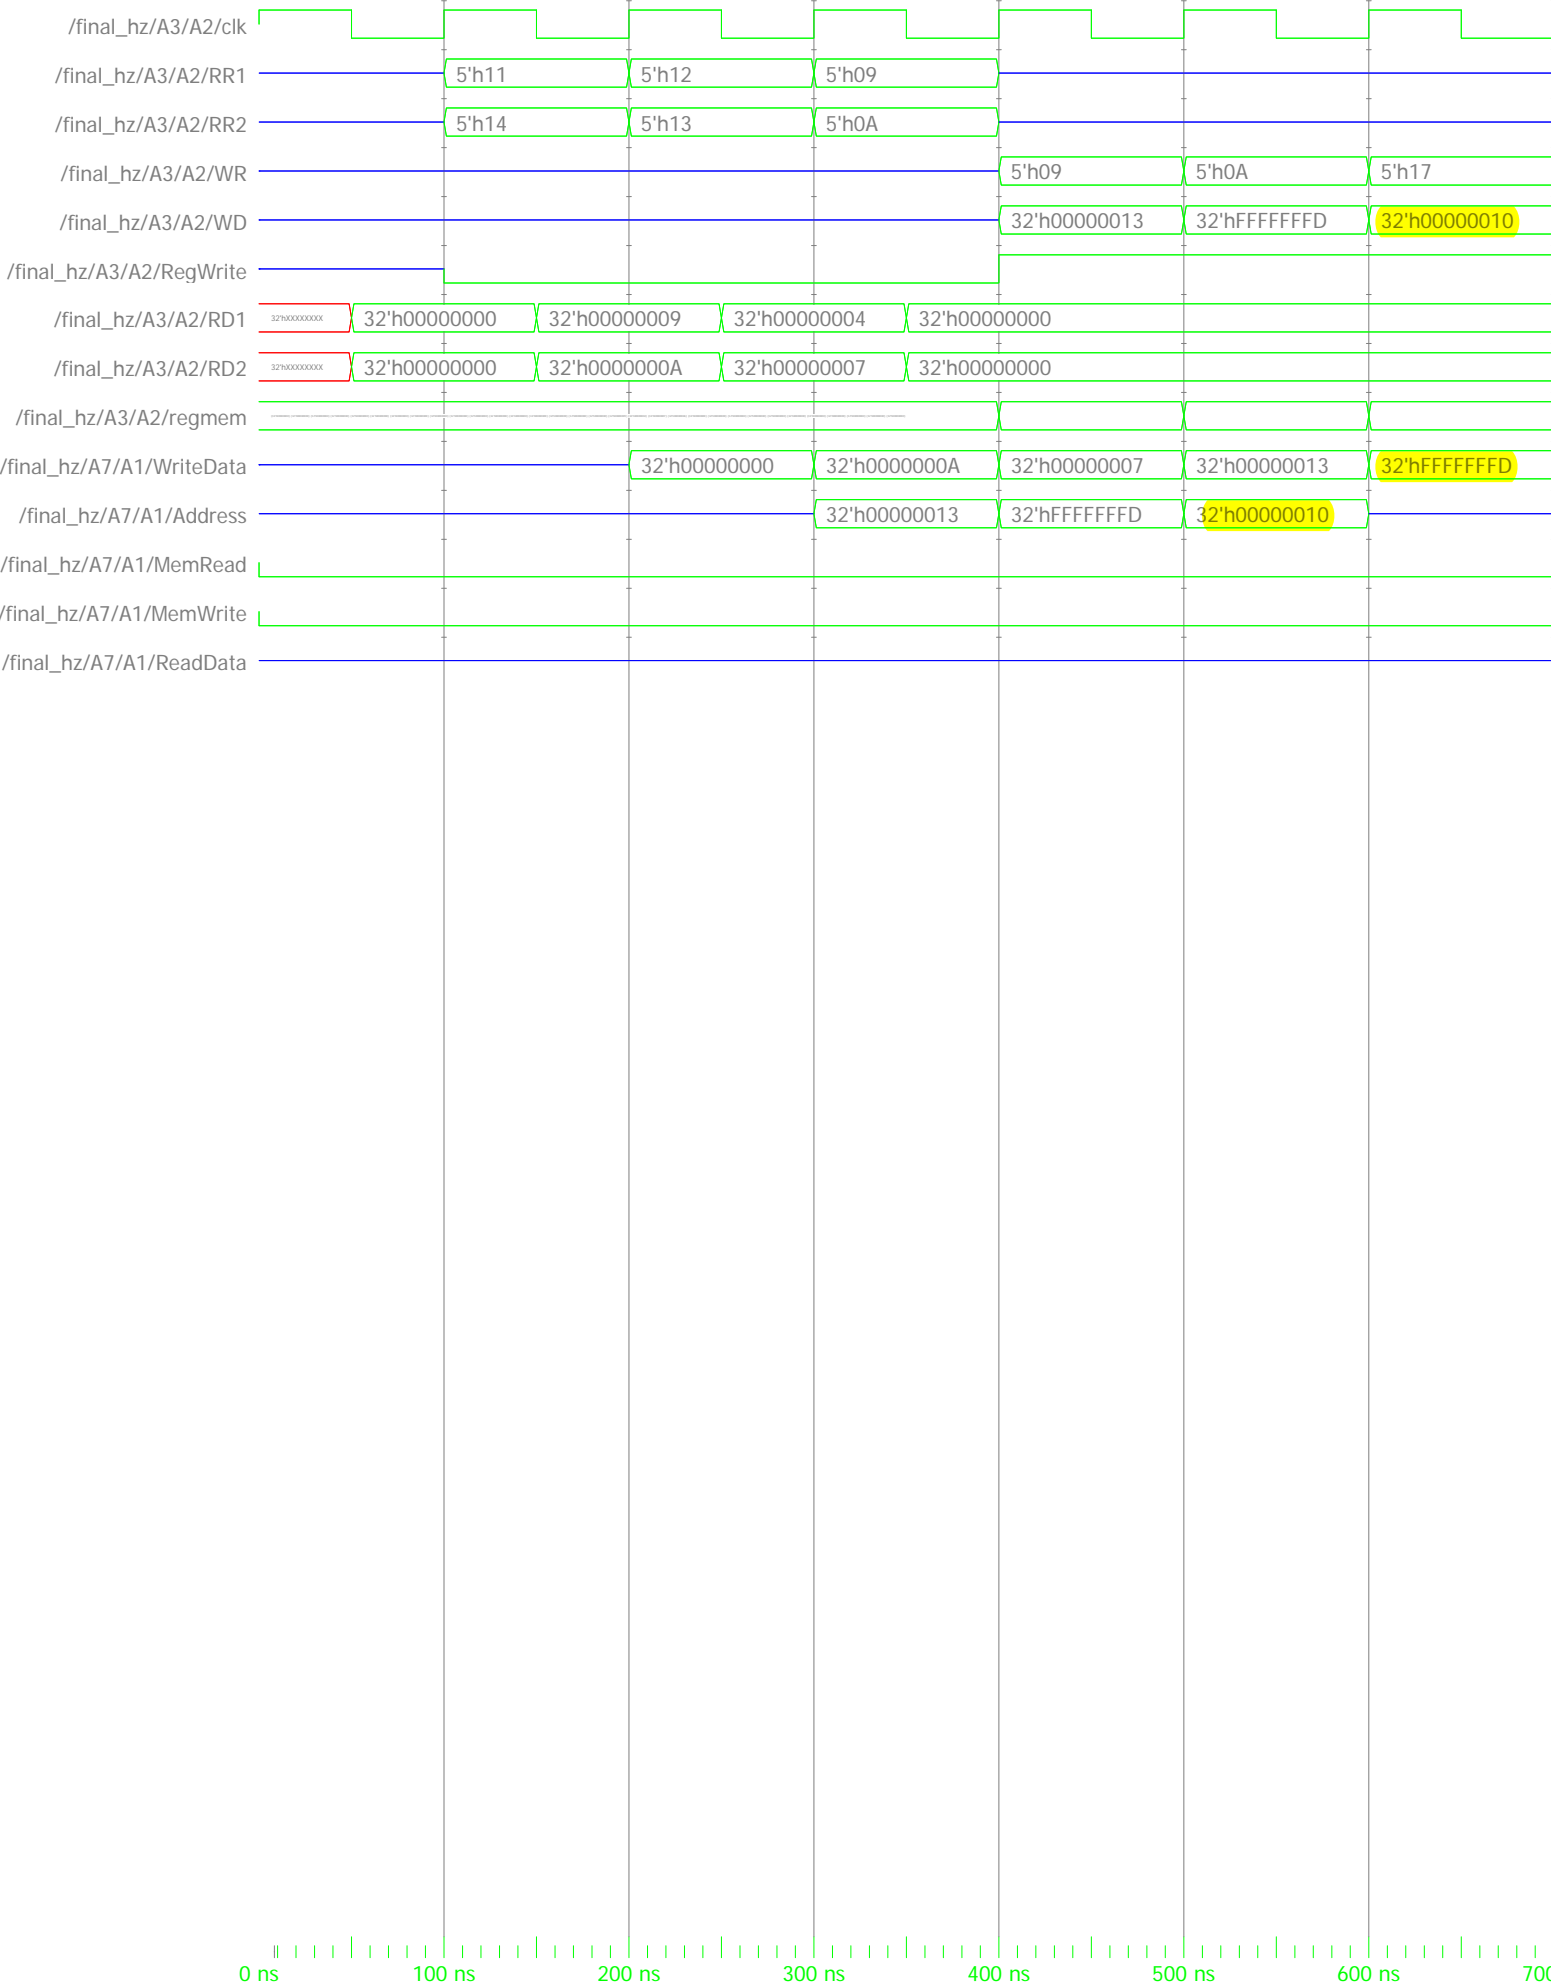 /final_hz/A3/A2/clk
/final_hz/A3/A2/RR1 5'h11 5'h12 5'h09
/final_hz/A3/A2/RR2 5'h14 5'h13 5'h0A
/final_hz/A3/A2/WR 5'h09 5'h0A 5'h17
/final_hz/A3/A2/WD 32'h00000013 32'hFFFFFFFD 32'h00000010
/final_hz/A3/A2/RegWrite
/final_hz/A3/A2/RD1 32'hXXXXXXXX 32'h00000000 32'h00000009 32'h00000004 32'h00000000
/final_hz/A3/A2/RD2 32'hXXXXXXXX 32'h00000000 32'h0000000A 32'h00000007 32'h00000000
/final_hz/A3/A2/regmem
/final_hz/A7/A1/WriteData 32'h00000000 32'h0000000A 32'h00000007 32'h00000013 32'hFFFFFFFD
/final_hz/A7/A1/Address 32'h00000013 32'hFFFFFFFD 32'h00000010
/final_hz/A7/A1/MemRead
/final_hz/A7/A1/MemWrite
/final_hz/A7/A1/ReadData
0 ns 100 ns 200 ns 300 ns 400 ns 500 ns 600 ns 700